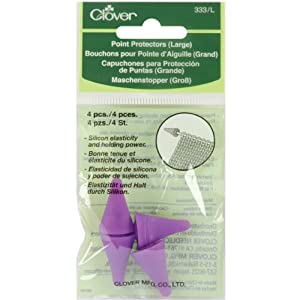 Clover
333/L
Point Protectors (Large)
Bouchons pour Pointe d'Aiguille (Grand)
Capuchones para Protección
de Puntas (Grande)
Maschenstopper (Groß)
4 pcs./4 pces.
4 pzs./4 St.
- Silicon elasticity
and holding power.
- Bonne tenue et
élasticité de silicone.
- Elasticidad de silicona
y poder de sujeción.
- Elastizität und Halt
durch Silikon.
CLOVER MFG. CO., LTD.